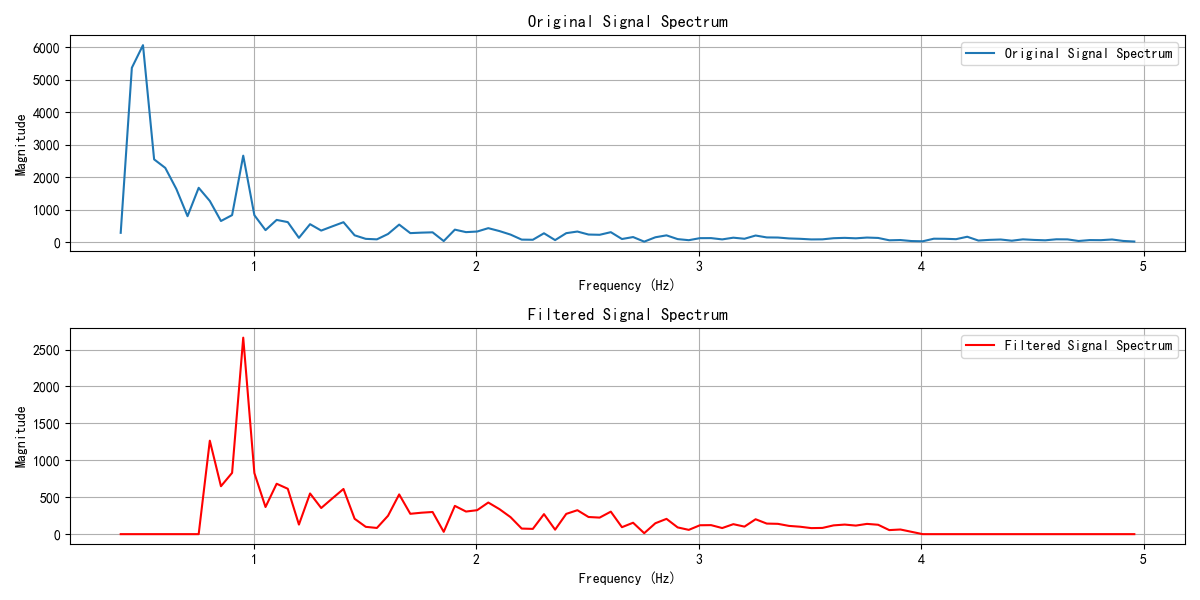 Original Signal Spectrum
Original Signal Spectrum
6000
5000
4000
3000
2000
1000
0
Magnitude
1 2 3 4 5
Frequency (Hz)
Filtered Signal Spectrum
Filtered Signal Spectrum
2500
2000
1500
1000
500
0
Magnitude
1 2 3 4 5
Frequency (Hz)